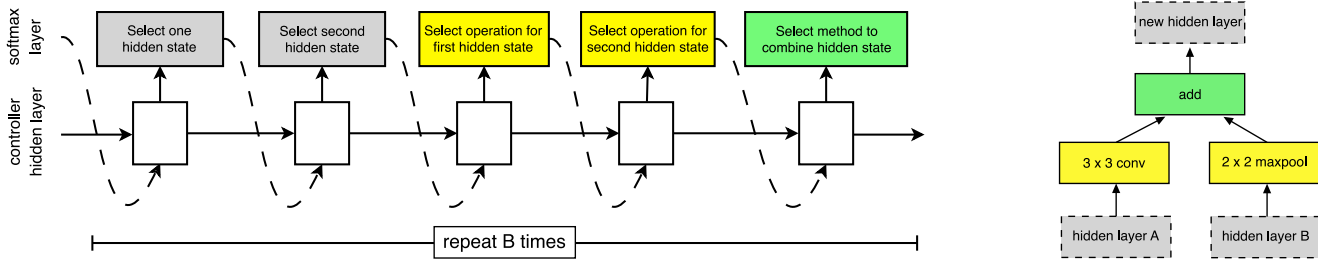 softmax
layer
controller
hidden layer
Select one
hidden state
Select second
hidden state
Select operation for
first hidden state
Select operation for
second hidden state
Select method to
combine hidden state
repeat B times
new hidden layer
add
3 x 3 conv
2 x 2 maxpool
hidden layer A
hidden layer B